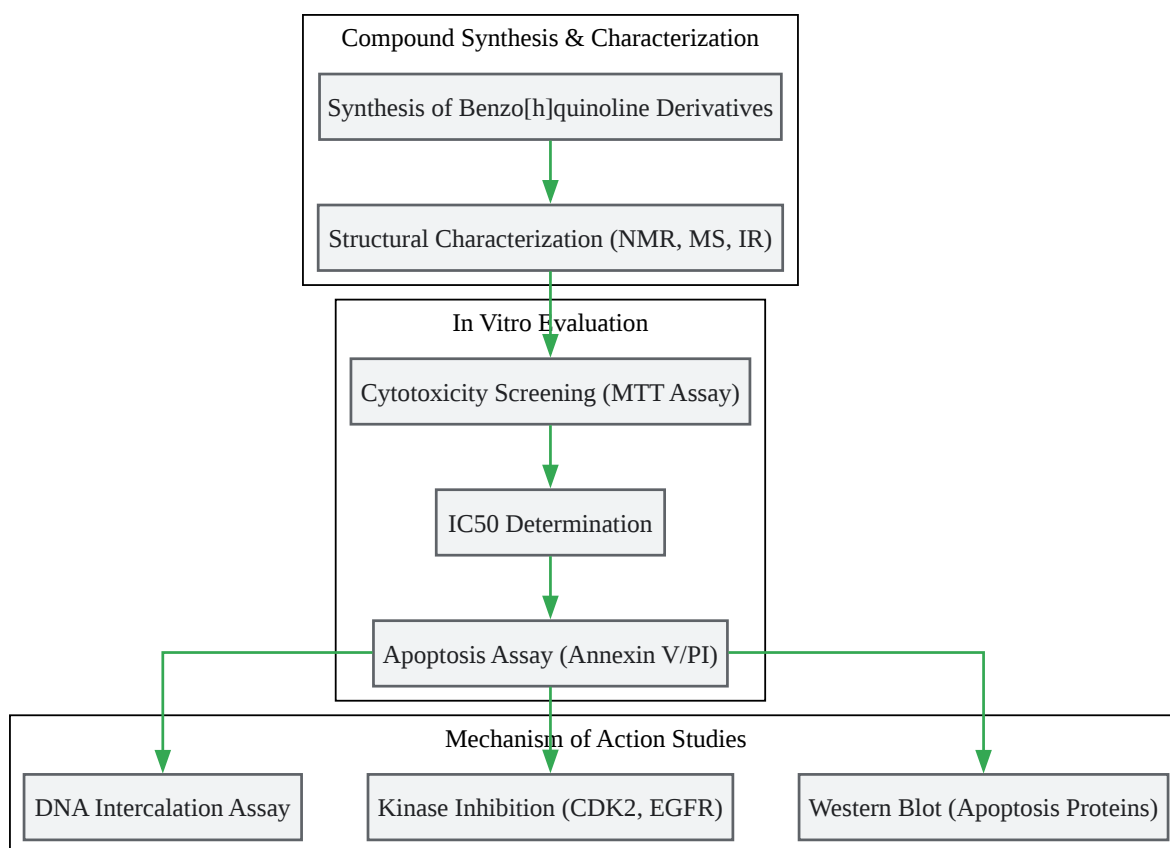 Compound Synthesis & Characterization
Synthesis of Benzo[h]quinoline Derivatives
Structural Characterization (NMR, MS, IR)
In Vitro Evaluation
Cytotoxicity Screening (MTT Assay)
IC50 Determination
Apoptosis Assay (Annexin V/PI)
Mechanism of Action Studies
DNA Intercalation Assay
Kinase Inhibition (CDK2, EGFR)
Western Blot (Apoptosis Proteins)